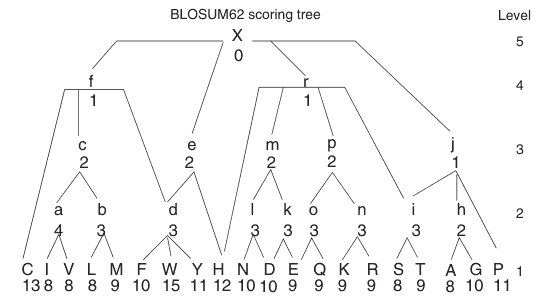 BLOSUM62 scoring tree Level
X 5
0
f r 4
1 1
c e m p j 3
2 2 2 2 1
a b d l k o n i h 2
4 3 3 3 3 3 3 3 2
C I V L M F W Y H N D E Q K R S T A G P 1
13 8 8 8 9 10 15 11 12 10 10 9 9 9 9 8 9 8 10 11